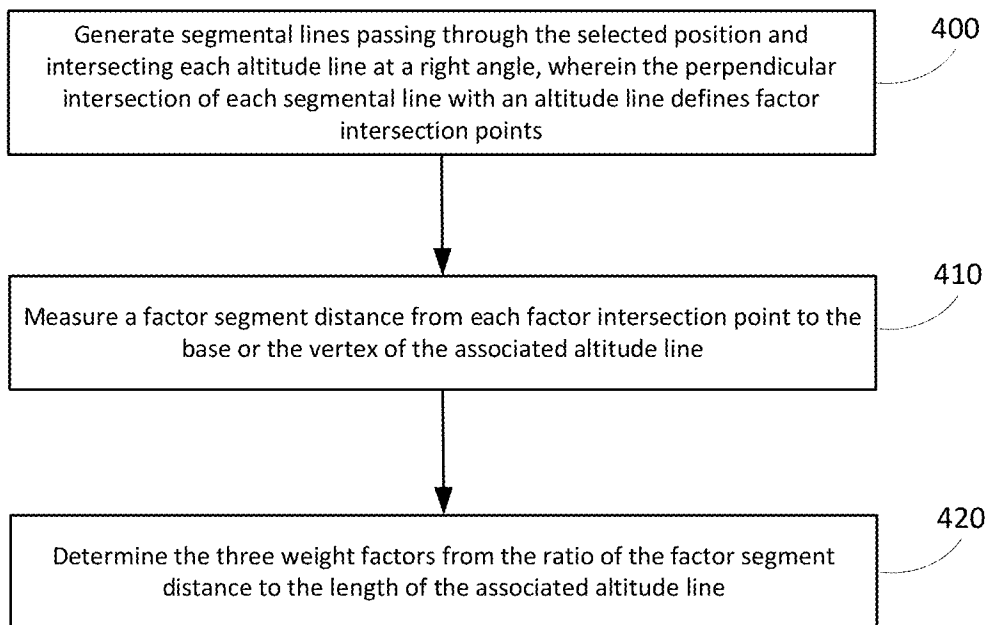 Generate segmental lines passing through the selected position and
intersecting each altitude line at a right angle, wherein the perpendicular
intersection of each segmental line with an altitude line defines factor
intersection points
400
Measure a factor segment distance from each factor intersection point to the
base or the vertex of the associated altitude line
410
Determine the three weight factors from the ratio of the factor segment
distance to the length of the associated altitude line
420